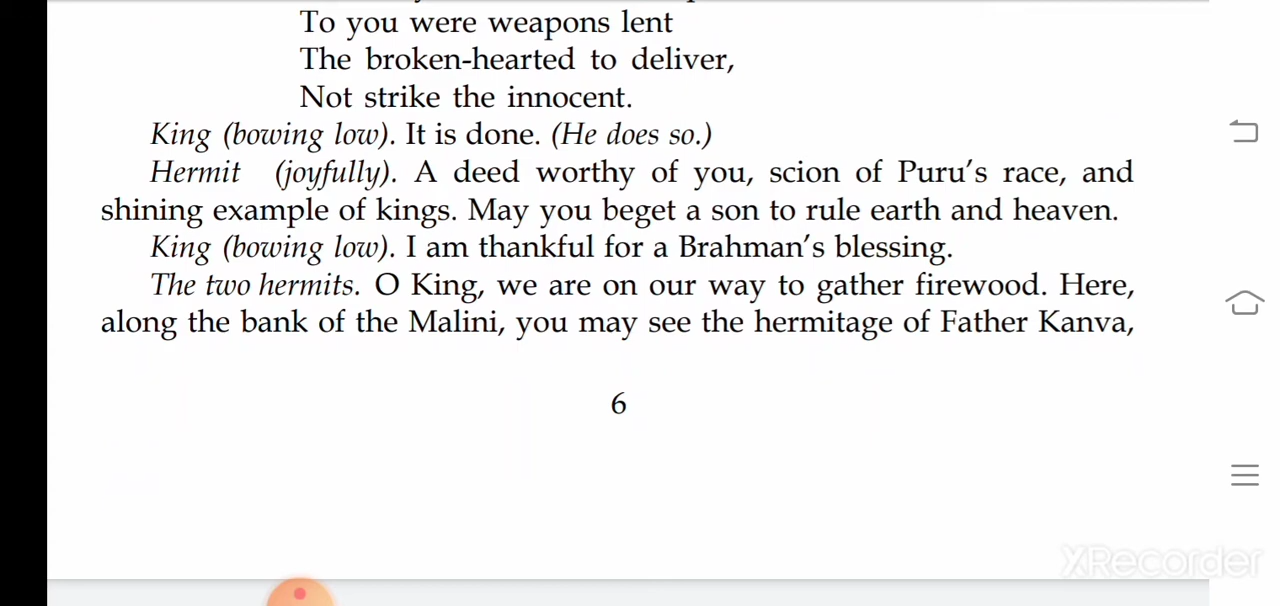 To you were weapons lent
The broken-hearted to deliver,
Not strike the innocent.
King (bowing low). It is done. (He does so.)
Hermit (joyfully). A deed worthy of you, scion of Puru's race, and
shining example of kings. May you beget a son to rule earth and heaven.
King (bowing low). I am thankful for a Brahman's blessing.
The two hermits. O King, we are on our way to gather firewood. Here,
along the bank of the Malini, you may see the hermitage of Father Kanva,
6
XRecorder